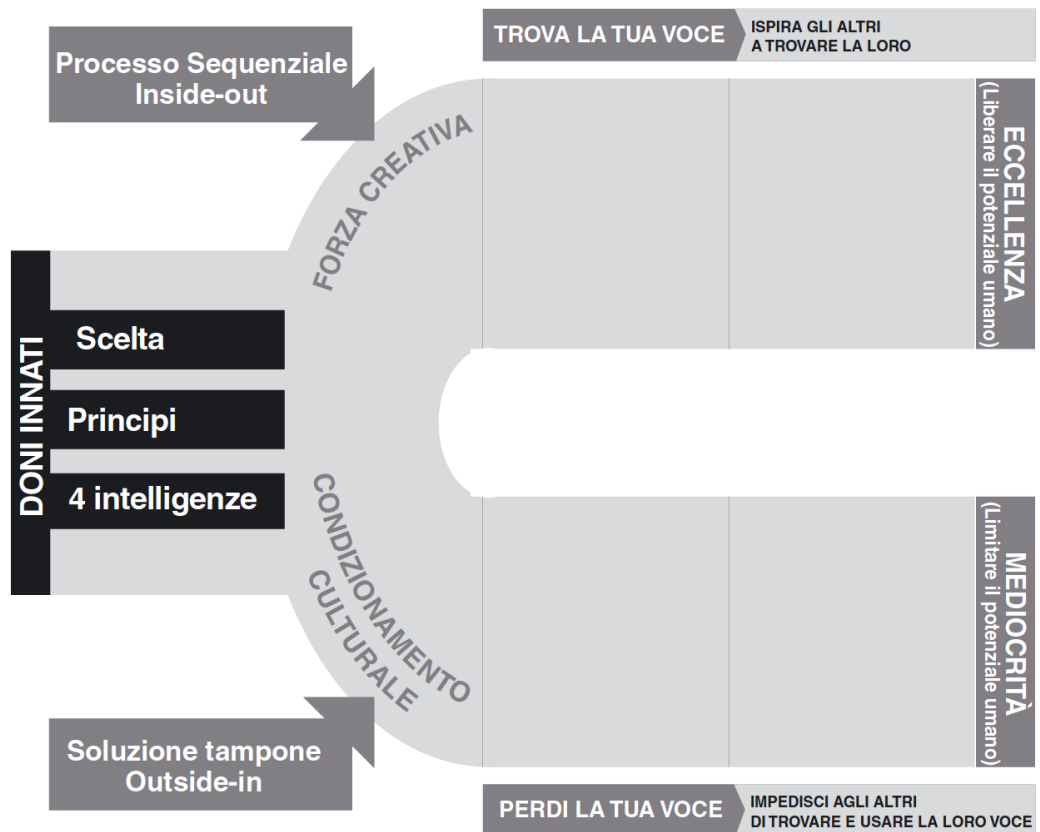 Processo Sequenziale
Inside-out
TROVA LA TUA VOCE
ISPIRA GLI ALTRI
A TROVARE LA LORO
FORZA CREATIVA
ECCELLENZA
(Liberare il potenziale umano)
DONI INNATI
Scelta
Principi
4 intelligenze
CONDIZIONAMENTO
CULTURALE
MEDIOCRITÀ
(Limitare il potenziale umano)
Soluzione tampone
Outside-in
PERDI LA TUA VOCE
IMPEDISCI AGLI ALTRI
DI TROVARE E USARE LA LORO VOCE